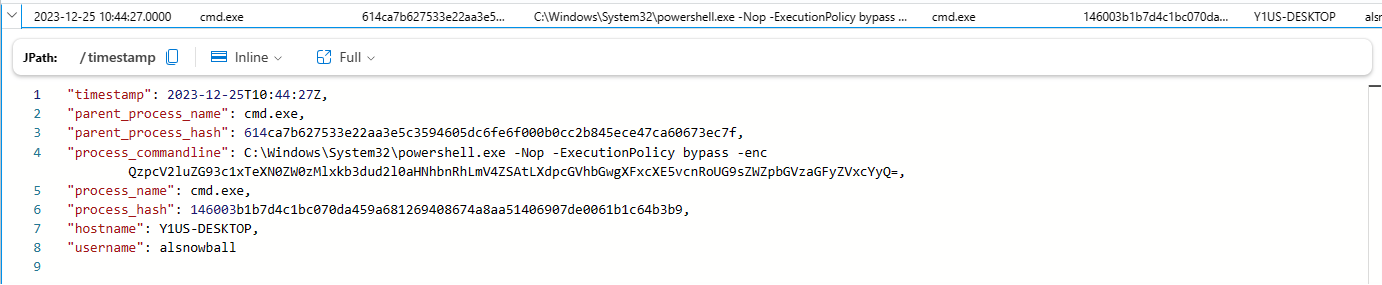 2023-12-25 10:44:27.0000 cmd.exe 614ca7b627533e22aa3e5... C:\Windows\System32\powershell.exe -Nop -ExecutionPolicy bypass ... cmd.exe 146003b1b7d4c1bc070da... Y1US-DESKTOP alsn
JPath: /timestamp Inline Full
1 "timestamp": 2023-12-25T10:44:27Z,
2 "parent_process_name": cmd.exe,
3 "parent_process_hash": 614ca7b627533e22aa3e5c3594605dc6fe6f000b0cc2b845ece47ca60673ec7f,
4 "process_commandline": C:\Windows\System32\powershell.exe -Nop -ExecutionPolicy bypass -enc
QzpcV2luZG93c1xTeXN0ZW0zMlxkb3dud2l0aHNhbnRhLmV4ZSAtLXdpcGVhbGwgXFxcXE5vcnRoUG9sZWZpbGVzaGFyZVxcYyQ=,
5 "process_name": cmd.exe,
6 "process_hash": 146003b1b7d4c1bc070da459a681269408674a8aa51406907de0061b1c64b3b9,
7 "hostname": Y1US-DESKTOP,
8 "username": alsnowball
9